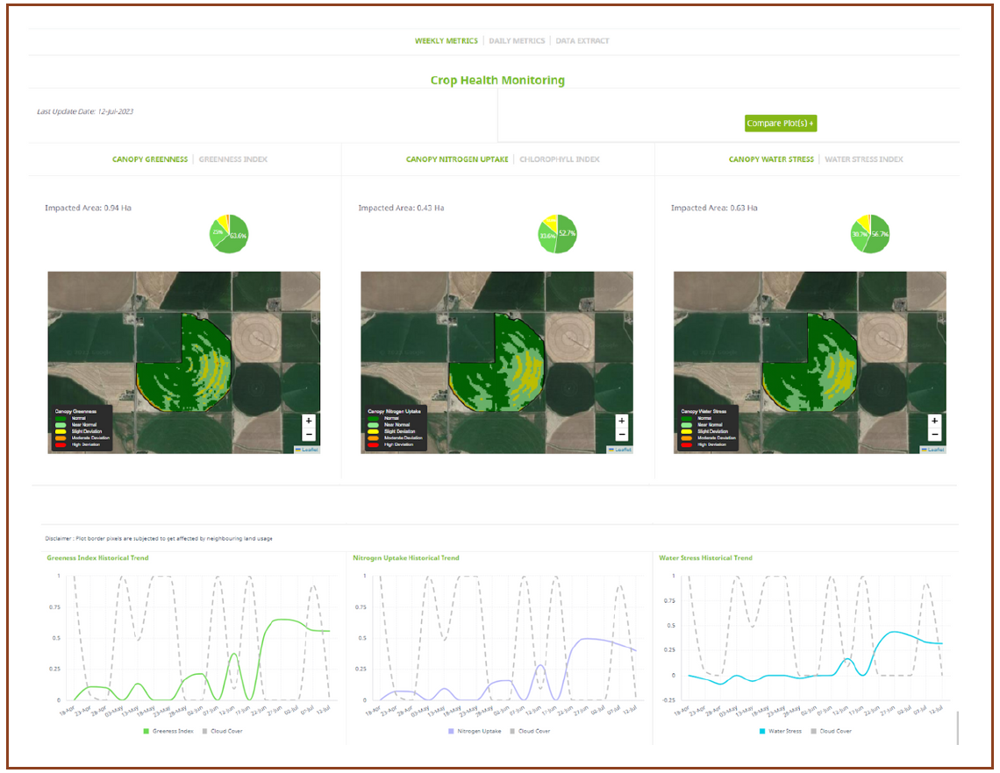 WEEKLY METRICS | DAILY METRICS | DATA EXTRACT
Crop Health Monitoring
Last Update Date: 12-Jul-2023
Compare Plot(s) +
CANOPY GREENNESS | GREENNESS INDEX
CANOPY NITROGEN UPTAKE | CHLOROPHYLL INDEX
CANOPY WATER STRESS | WATER STRESS INDEX
Impacted Area: 0.94 Ha
25%
63.6%
Impacted Area: 0.43 Ha
33.6%
52.7%
Impacted Area: 0.63 Ha
30.7%
56.7%
Canopy Greenness
Normal
Near Normal
Slight Deviation
Moderate Deviation
High Deviation
+
−
Leaflet
Canopy Nitrogen Uptake
Normal
Near Normal
Slight Deviation
Moderate Deviation
High Deviation
+
−
Leaflet
Canopy Water Stress
Normal
Near Normal
Slight Deviation
Moderate Deviation
High Deviation
+
−
Leaflet
Disclaimer : Plot border pixels are subjected to get affected by neighbouring land usage
Greeness Index Historical Trend
1
0.75
0.5
0.25
0
18-Apr 23-Apr 28-Apr 03-May 08-May 13-May 18-May 23-May 28-May 02-Jun 07-Jun 12-Jun 17-Jun 22-Jun 27-Jun 02-Jul 07-Jul 12-Jul
Greeness Index Cloud Cover
Nitrogen Uptake Historical Trend
1
0.75
0.5
0.25
0
18-Apr 23-Apr 28-Apr 03-May 08-May 13-May 18-May 23-May 28-May 02-Jun 07-Jun 12-Jun 17-Jun 22-Jun 27-Jun 02-Jul 07-Jul 12-Jul
Nitrogen Uptake Cloud Cover
Water Stress Historical Trend
1
0.75
0.5
0.25
0
-0.25
18-Apr 23-Apr 28-Apr 03-May 08-May 13-May 18-May 23-May 28-May 02-Jun 07-Jun 12-Jun 17-Jun 22-Jun 27-Jun 02-Jul 07-Jul 12-Jul
Water Stress Cloud Cover